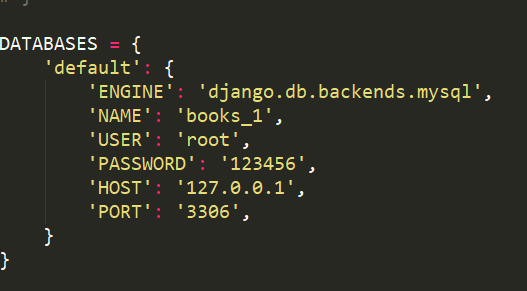 DATABASES = {
    'default': {
        'ENGINE': 'django.db.backends.mysql',
        'NAME': 'books_1',
        'USER': 'root',
        'PASSWORD': '123456',
        'HOST': '127.0.0.1',
        'PORT': '3306',
    }
}